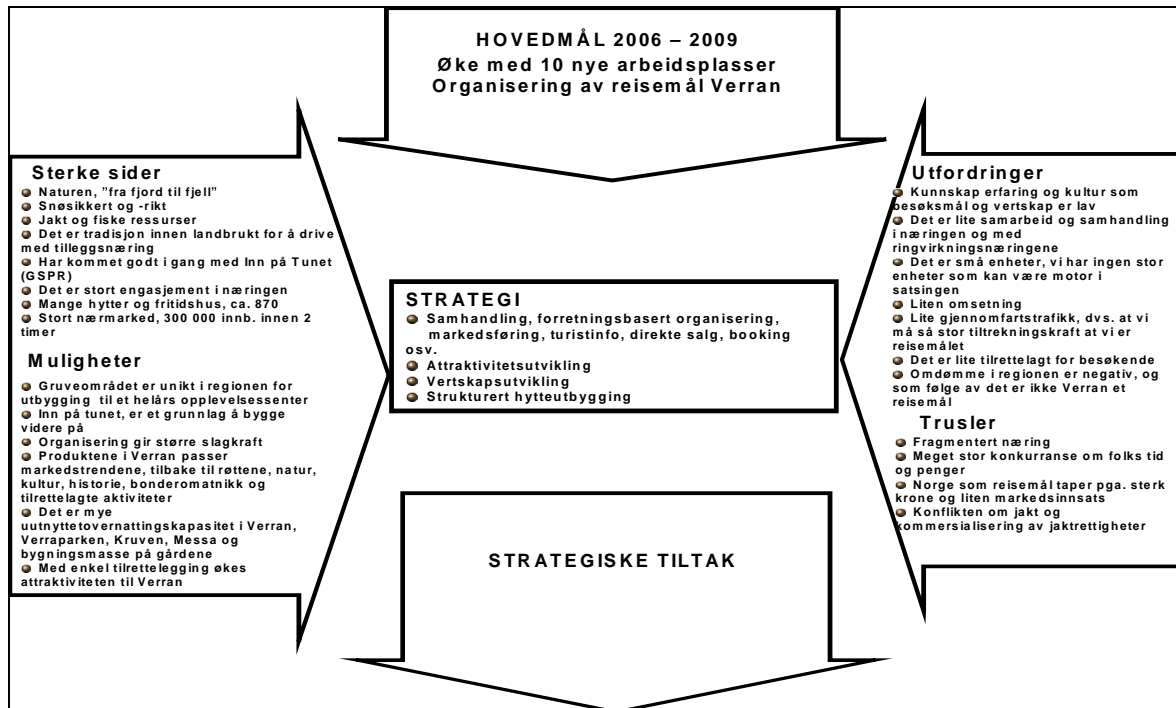 HOVEDMÅL 2006 – 2009
Øke med 10 nye arbeidsplasser
Organisering av reisemål Verran
Sterke sider
Naturen, ”fra fjord til fjell”
Snøsikkert og -rikt
Jakt og fiske ressurser
Det er tradisjon innen landbrukt for å drive
med tilleggsnæring
Har kommet godt i gang med Inn på Tunet
(GSPR)
Det er stort engasjement i næringen
Mange hytter og fritidshus, ca. 870
Stort nærmarked, 300 000 innb. innen 2
timer
Muligheter
Gruveområdet er unikt i regionen for
utbygging til et helårs opplevelsessenter
Inn på tunet, er et grunnlag å bygge
videre på
Organisering gir større slagkraft
Produktene i Verran passer
markedstrendene, tilbake til røttene, natur,
kultur, historie, bonderomatnikk og
tilrettelagte aktiviteter
Det er mye
uutnyttetovernattingskapasitet i Verran,
Verraparken, Kruven, Messa og
bygningsmasse på gårdene
Med enkel tilrettelegging økes
attraktiviteten til Verran
STRATEGI
Samhandling, forretningsbasert organisering,
markedsføring, turistinfo, direkte salg, booking
osv.
Attraktivitetsutvikling
Vertskapsutvikling
Strukturert hytteutbygging
Utfordringer
Kunnskap erfaring og kultur som
besøksmål og vertskap er lav
Det er lite samarbeid og samhandling
i næringen og med
ringvirkningsnæringene
Det er små enheter, vi har ingen stor
enheter som kan være motor i
satsingen
Liten omsetning
Lite gjennomfartstrafikk, dvs. at vi
må så stor tiltrekningskraft at vi er
reisemålet
Det er lite tilrettelagt for besøkende
Omdømme i regionen er negativ, og
som følge av det er ikke Verran et
reisemål
Trusler
Fragmentert næring
Meget stor konkurranse om folks tid
og penger
Norge som reisemål taper pga. sterk
krone og liten markedsinnsats
Konflikten om jakt og
kommersialisering av jaktrettigheter
STRATEGISKE TILTAK